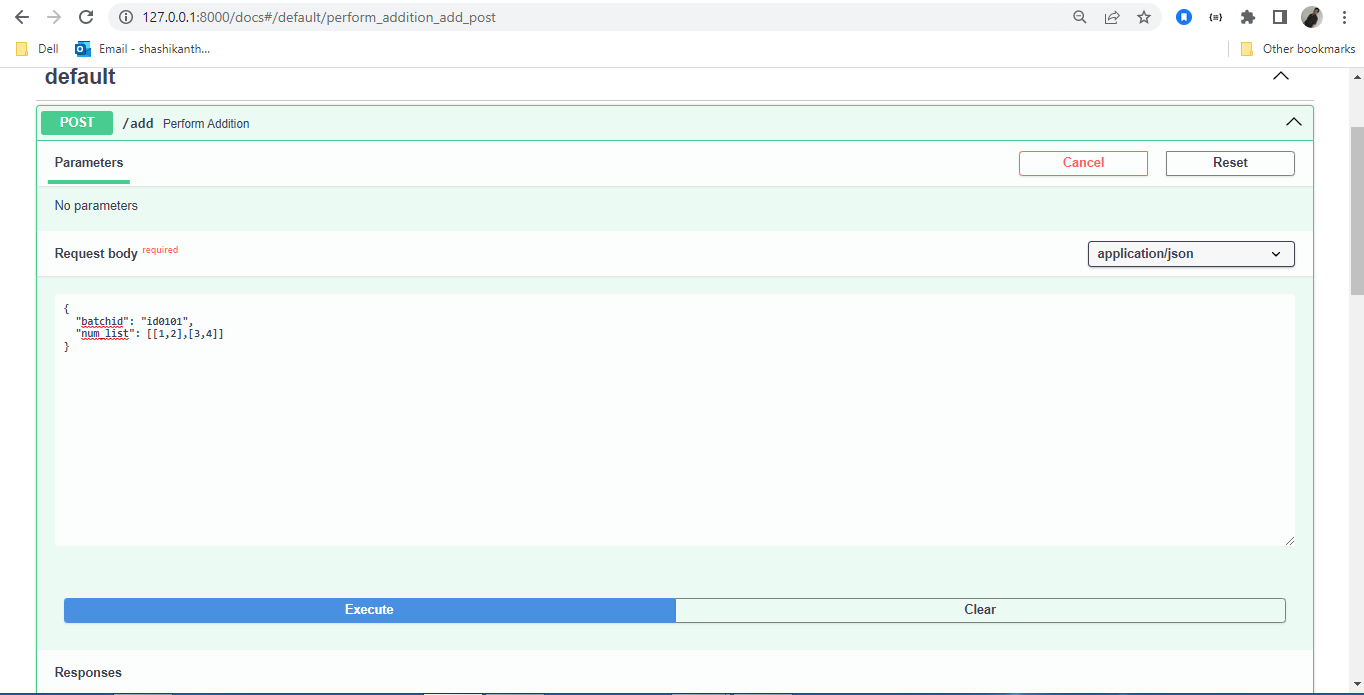 127.0.0.1:8000/docs#/default/perform_addition_add_post
Dell Email - shashikanth... Other bookmarks
default
POST /add Perform Addition
Parameters Cancel Reset
No parameters
Request body required application/json
{
"batchid": "id0101",
"num_list": [[1,2],[3,4]]
}
Execute Clear
Responses